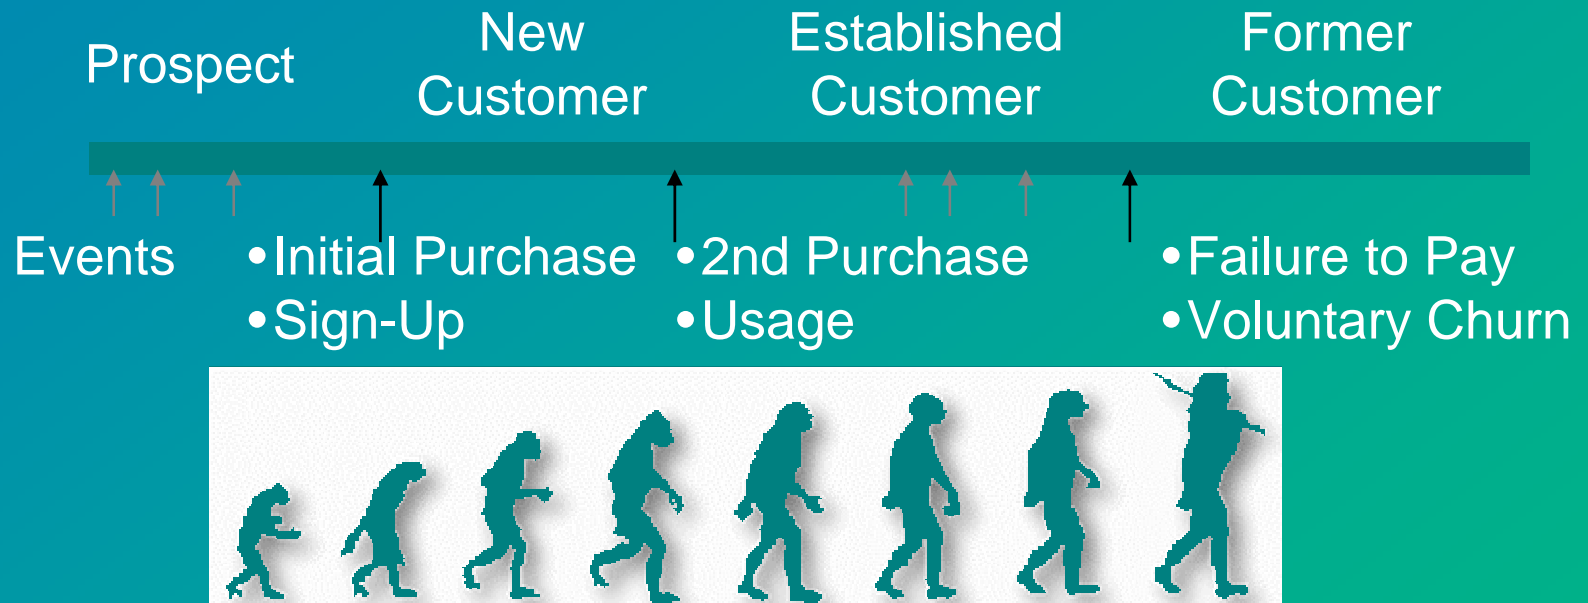 Prospect
New
Customer
Established
Customer
Former
Customer
Events
•Initial Purchase
•Sign-Up
•2nd Purchase
•Usage
•Failure to Pay
•Voluntary Churn